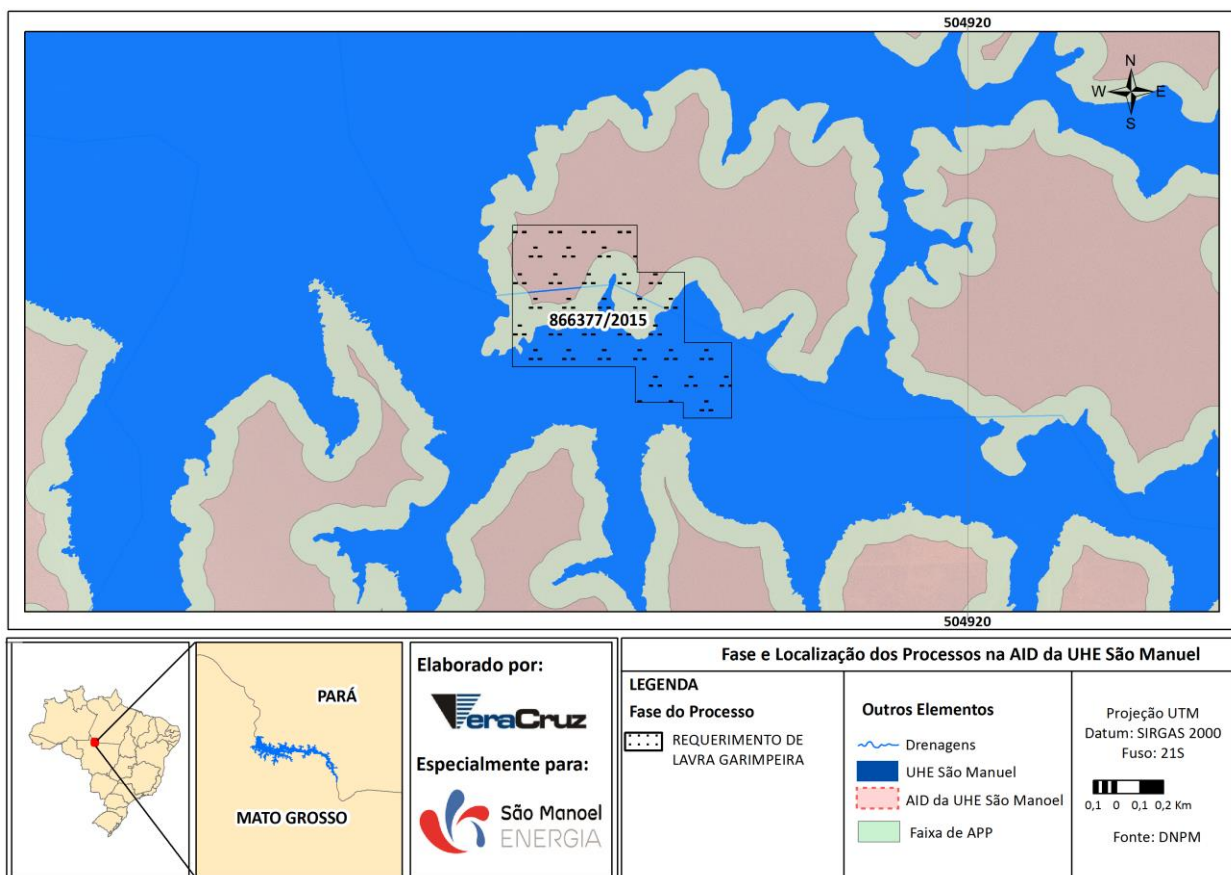 504920
N
W E
S
866377/2015
504920
PARÁ
MATO GROSSO
Elaborado por:
VeraCruz
Especialmente para:
São Manoel
ENERGIA
Fase e Localização dos Processos na AID da UHE São Manuel
LEGENDA
Fase do Processo
REQUERIMENTO DE
LAVRA GARIMPEIRA
Outros Elementos
Drenagens
UHE São Manuel
AID da UHE São Manoel
Faixa de APP
Projeção UTM
Datum: SIRGAS 2000
Fuso: 21S
0,1 0 0,1 0,2 Km
Fonte: DNPM